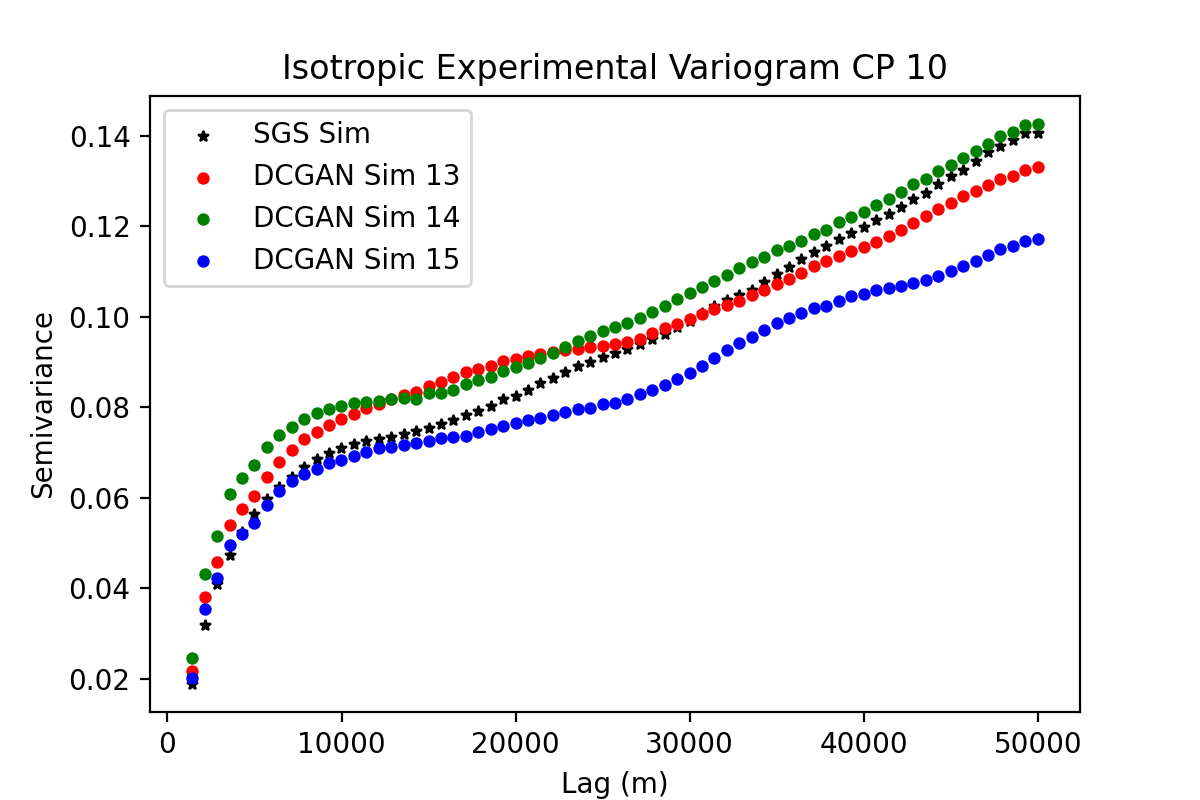 Isotropic Experimental Variogram CP 10
SGS Sim
DCGAN Sim 13
DCGAN Sim 14
DCGAN Sim 15
Semivariance
0.14
0.12
0.10
0.08
0.06
0.04
0.02
0 10000 20000 30000 40000 50000
Lag (m)